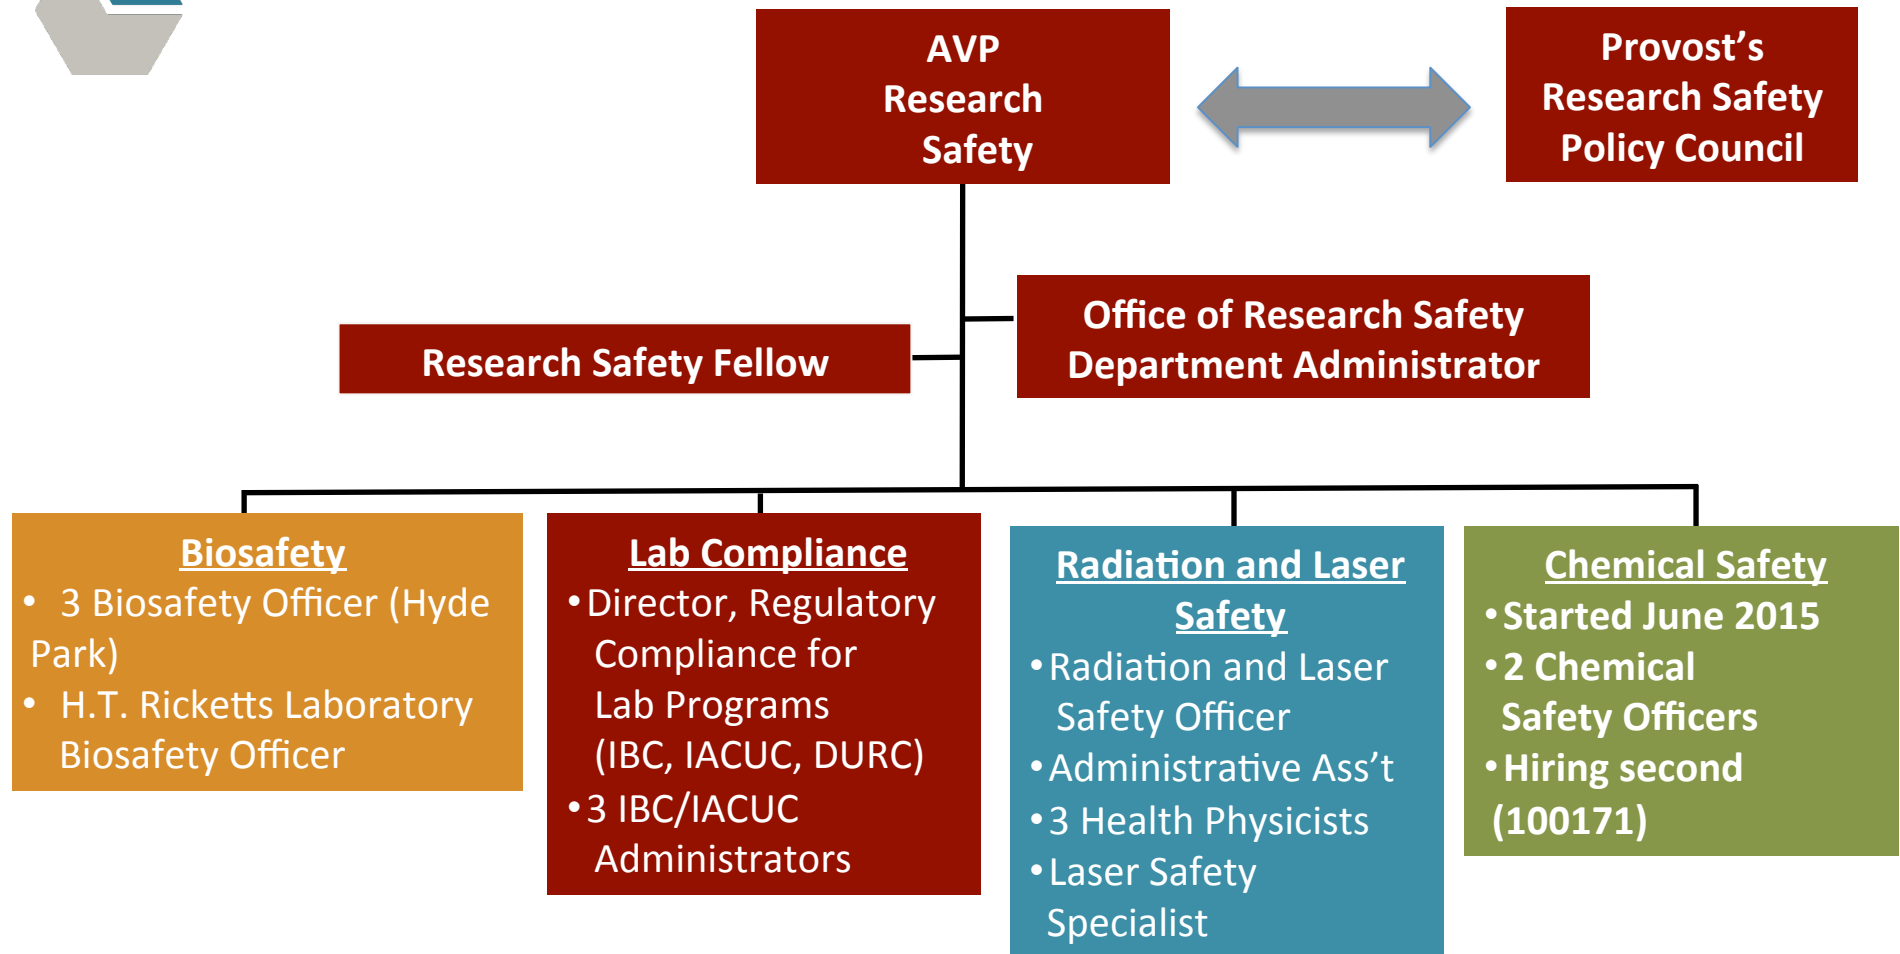 AVP
Research
Safety
Provost’s
Research Safety
Policy Council
Office of Research Safety
Department Administrator
Research Safety Fellow
Biosafety
• 3 Biosafety Officer (Hyde
Park)
• H.T. Ricketts Laboratory
Biosafety Officer
Lab Compliance
•Director, Regulatory
Compliance for
Lab Programs
(IBC, IACUC, DURC)
•3 IBC/IACUC
Administrators
Radiation and Laser
Safety
•Radiation and Laser
Safety Officer
•Administrative Ass’t
•3 Health Physicists
•Laser Safety
Specialist
Chemical Safety
•Started June 2015
•2 Chemical
Safety Officers
•Hiring second
(100171)